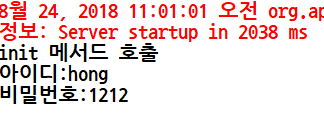 8월 24, 2018 11:01:01 오전 org.ap
정보: Server startup in 2038 ms
init 메서드 호출
아이디:hong
비밀번호:1212